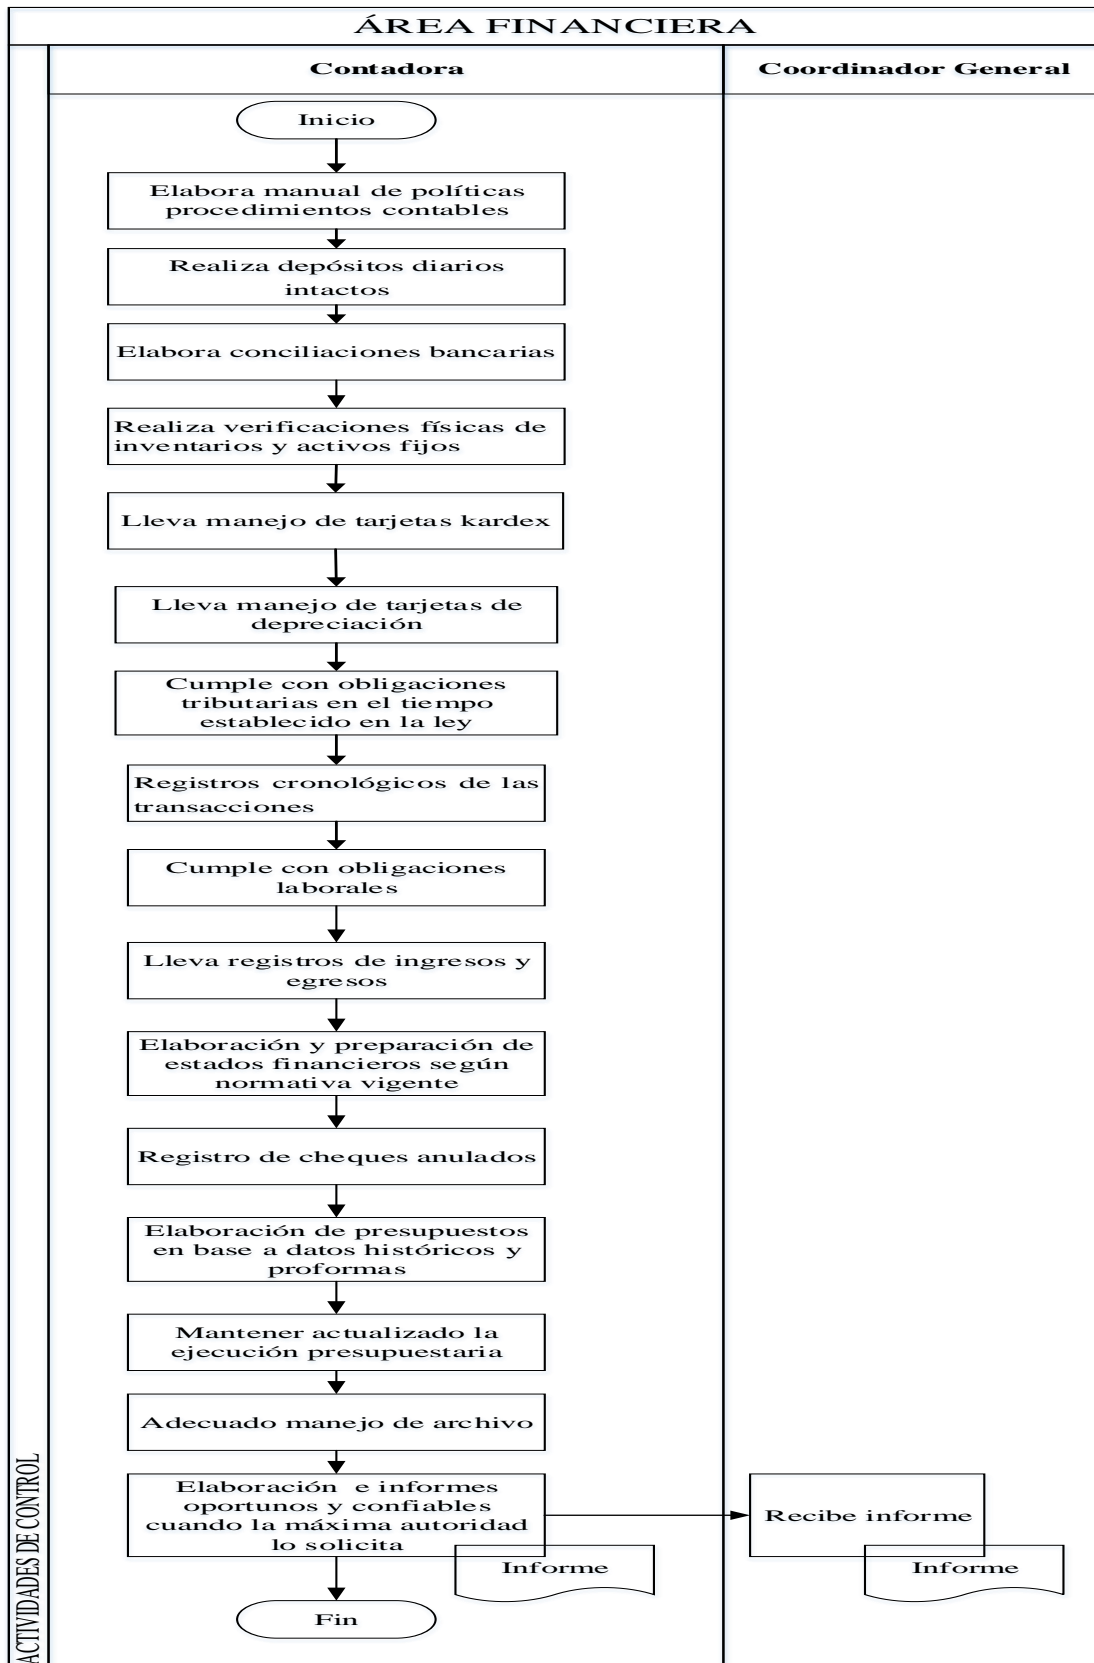 ÁREA FINANCIERA
Contadora
Coordinador General
Inicio
Elabora manual de políticas
procedimientos contables
Realiza depósitos diarios
intactos
Elabora conciliaciones bancarias
Realiza verificaciones físicas de
inventarios y activos fijos
Lleva manejo de tarjetas kardex
Lleva manejo de tarjetas de
depreciación
Cumple con obligaciones
tributarias en el tiempo
establecido en la ley
Registros cronológicos de las
transacciones
Cumple con obligaciones
laborales
Lleva registros de ingresos y
egresos
Elaboración y preparación de
estados financieros según
normativa vigente
Registro de cheques anulados
Elaboración de presupuestos
en base a datos históricos y
proformas
Mantener actualizado la
ejecución presupuestaria
Adecuado manejo de archivo
Elaboración e informes
oportunos y confiables
cuando la máxima autoridad
lo solicita
Informe
Recibe informe
Informe
Fin
ACTIVIDADES DE CONTROL